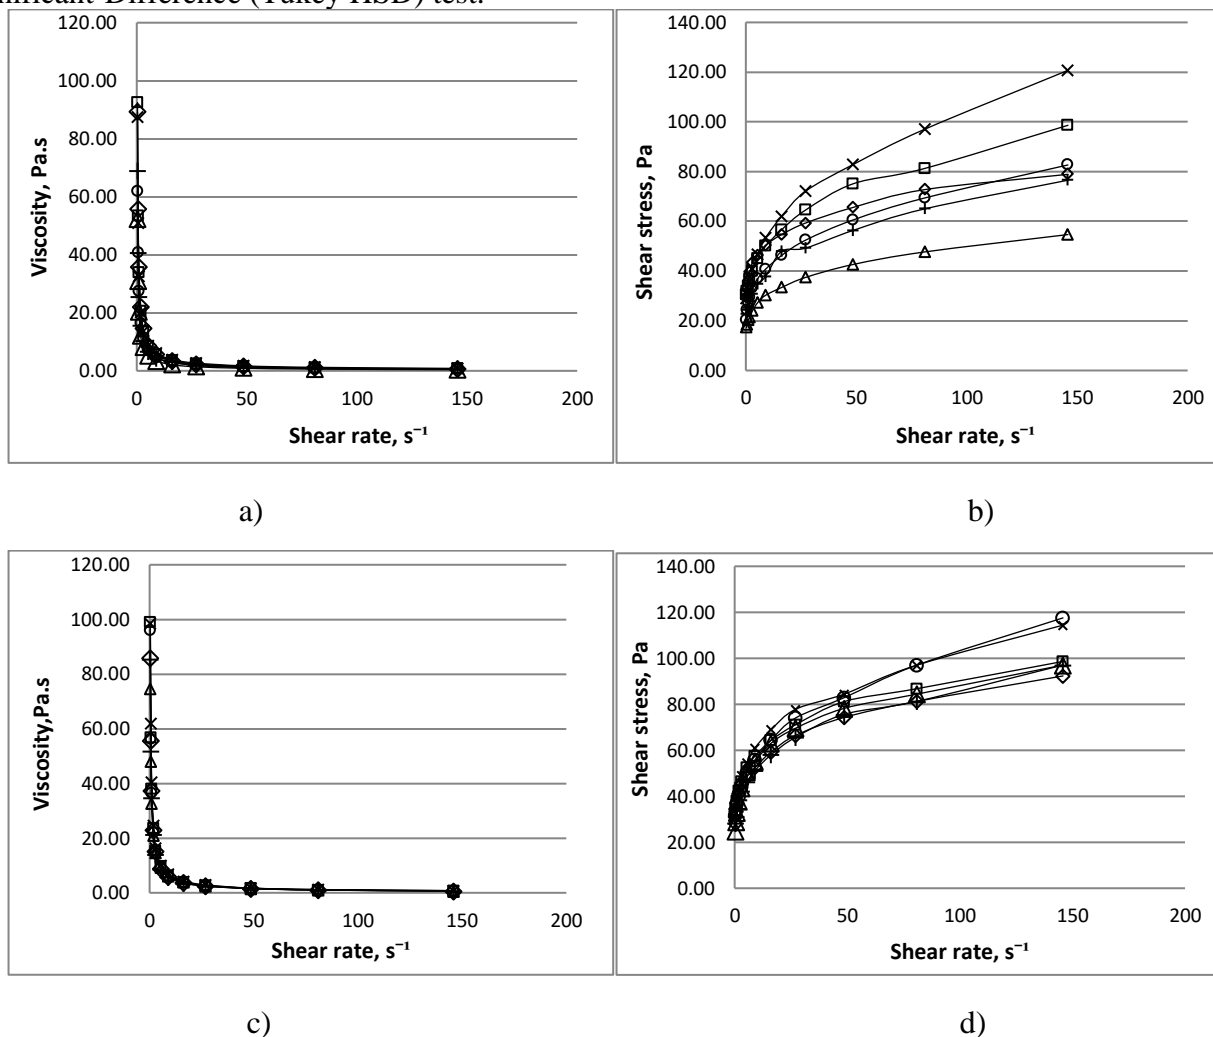 Difference (Tukey HSD) test.
120.00
100.00
80.00
60.00
40.00
20.00
0.00
0 50 100 150 200
Viscosity, Pa.s
Shear rate, s⁻¹
a)
140.00
120.00
100.00
80.00
60.00
40.00
20.00
0.00
0 50 100 150 200
Shear stress, Pa
Shear rate, s⁻¹
b)
120.00
100.00
80.00
60.00
40.00
20.00
0.00
0 50 100 150 200
Viscosity,Pa.s
Shear rate, s⁻¹
c)
140.00
120.00
100.00
80.00
60.00
40.00
20.00
0.00
0 50 100 150 200
Shear stress, Pa
Shear rate, s⁻¹
d)